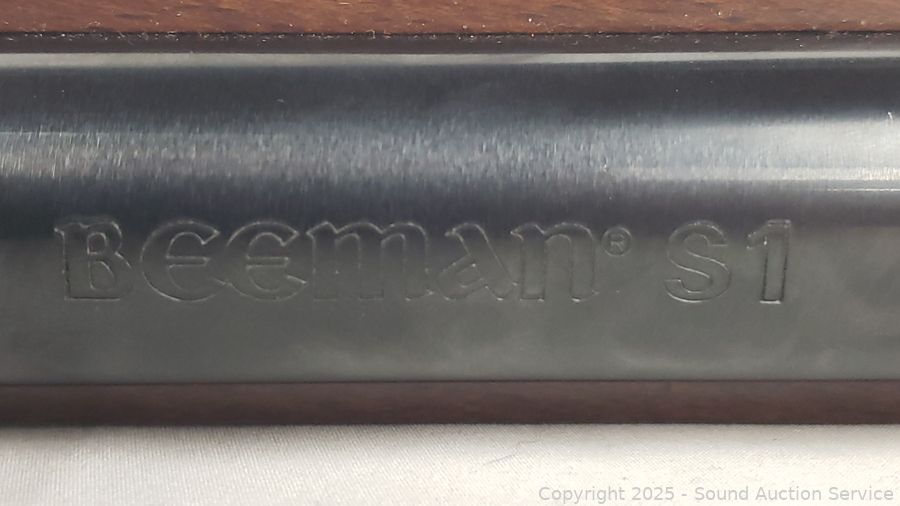 BEEMAN® S1
Copyright 2025 - Sound Auction Service